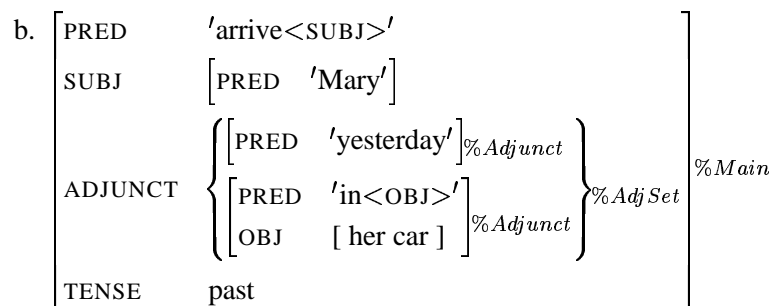 b. PRED 'arrive<SUBJ>'
SUBJ [PRED 'Mary']
ADJUNCT { [PRED 'yesterday']%Adjunct
[PRED 'in<OBJ>'
OBJ [ her car ] ]%Adjunct }%AdjSet
TENSE past
%Main